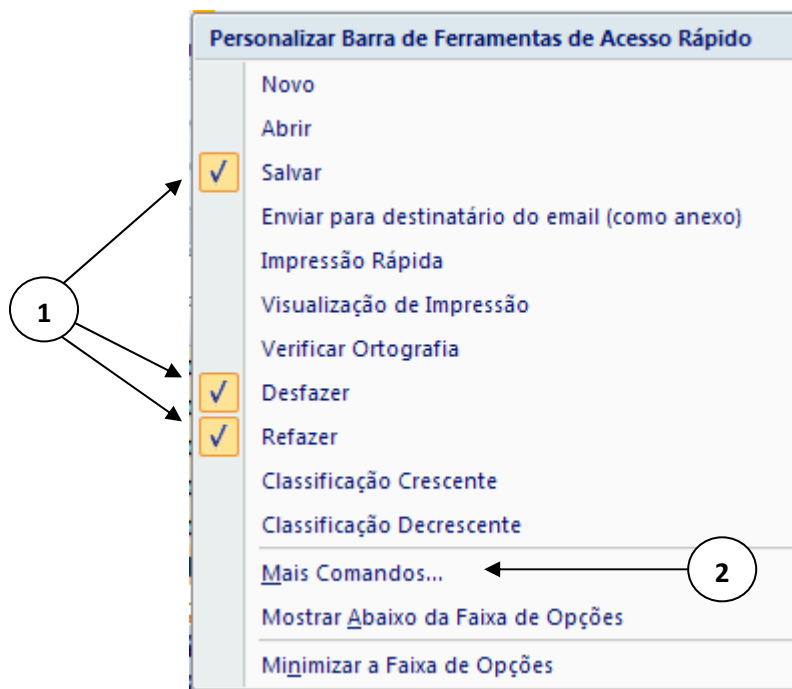 Personalizar Barra de Ferramentas de Acesso Rápido
Novo
Abrir
Salvar
Enviar para destinatário do email (como anexo)
Impressão Rápida
Visualização de Impressão
Verificar Ortografia
1
Desfazer
Refazer
Classificação Crescente
Classificação Decrescente
Mais Comandos...
2
Mostrar Abaixo da Faixa de Opções
Minimizar a Faixa de Opções